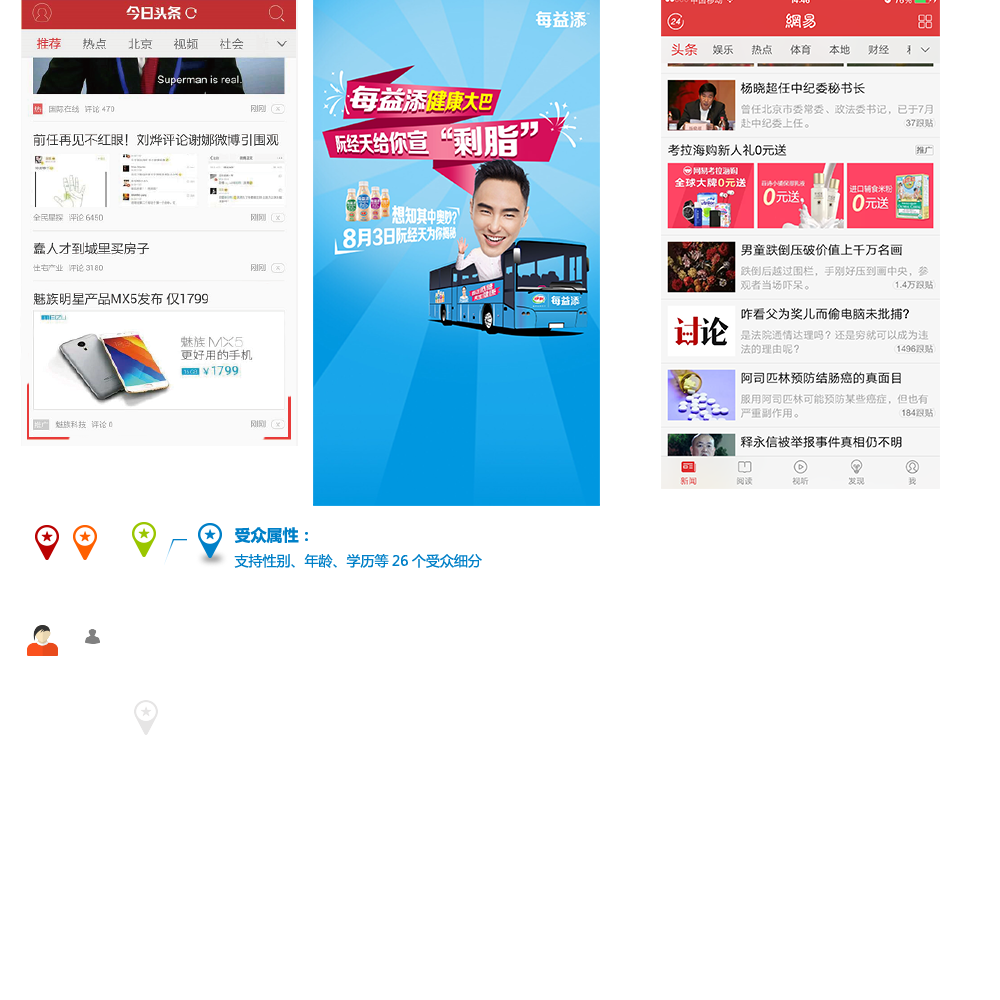 今日头条
推荐 热点 北京 视频 社会
Superman is real.
热 国际在线 评论 470 刚刚
前任再见不红眼！刘烨评论谢娜微博引围观
全民星探 评论 6450 刚刚
蠢人才到城里买房子
住宅产业 评论 3180 刚刚
魅族明星产品MX5发布 仅1799
魅族 MX5
更好用的手机
16GB ¥1799
推广 魅族科技 评论 0 刚刚
每益添
每益添健康大巴
阮经天给你宣“剩脂”
想知其中奥妙?
8月3日阮经天为你揭秘
每益添
中国移动
24 網易
头条 娱乐 热点 体育 本地 财经
杨晓超任中纪委秘书长
曾任北京市委常委、政法委书记，已于7月
赴中纪委上任。 37跟贴
考拉海购新人礼0元送 推广
网易考拉海购
全球大牌0元送
0元送
进口辅食米粉
0元送
男童跌倒压破价值上千万名画
跌倒后越过围栏，手刚好压到画中央，参
观者当场吓呆。 1.4万跟贴
讨论
咋看父为奖儿而偷电脑未批捕?
是法院通情达理吗？还是穷就可以成为违
法的理由呢? 1496跟贴
阿司匹林预防结肠癌的真面目
服用阿司匹林可能预防某些癌症，但也有
严重副作用。 184跟贴
释永信被举报事件真相仍不明
新闻 阅读 视听 发现 我
受众属性：
支持性别、年龄、学历等 26 个受众细分